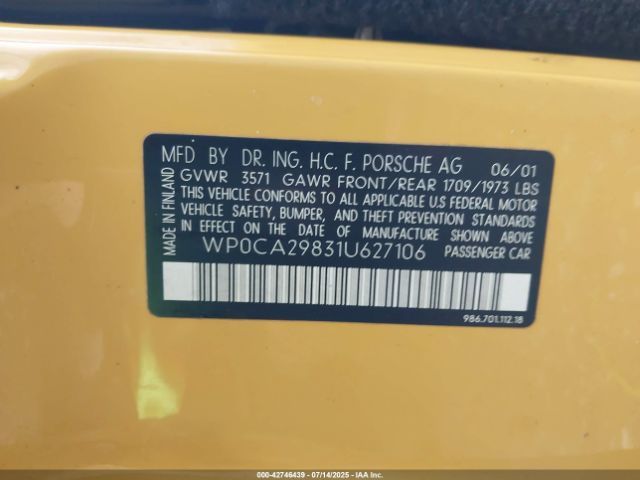 MFD BY DR. ING. H.C. F. PORSCHE AG 06/01
GVWR 3571 GAWR FRONT/REAR 1709/1973 LBS
THIS VEHICLE CONFORMS TO ALL APPLICABLE U.S FEDERAL MOTOR
VEHICLE SAFETY, BUMPER, AND THEFT PREVENTION STANDARDS
IN EFFECT ON THE DATE OF MANUFACTURE SHOWN ABOVE
WP0CA29831U627106 PASSENGER CAR
MADE IN FINLAND
986.701.112.18
000-42746439 - 07/14/2025 - IAAI.COM